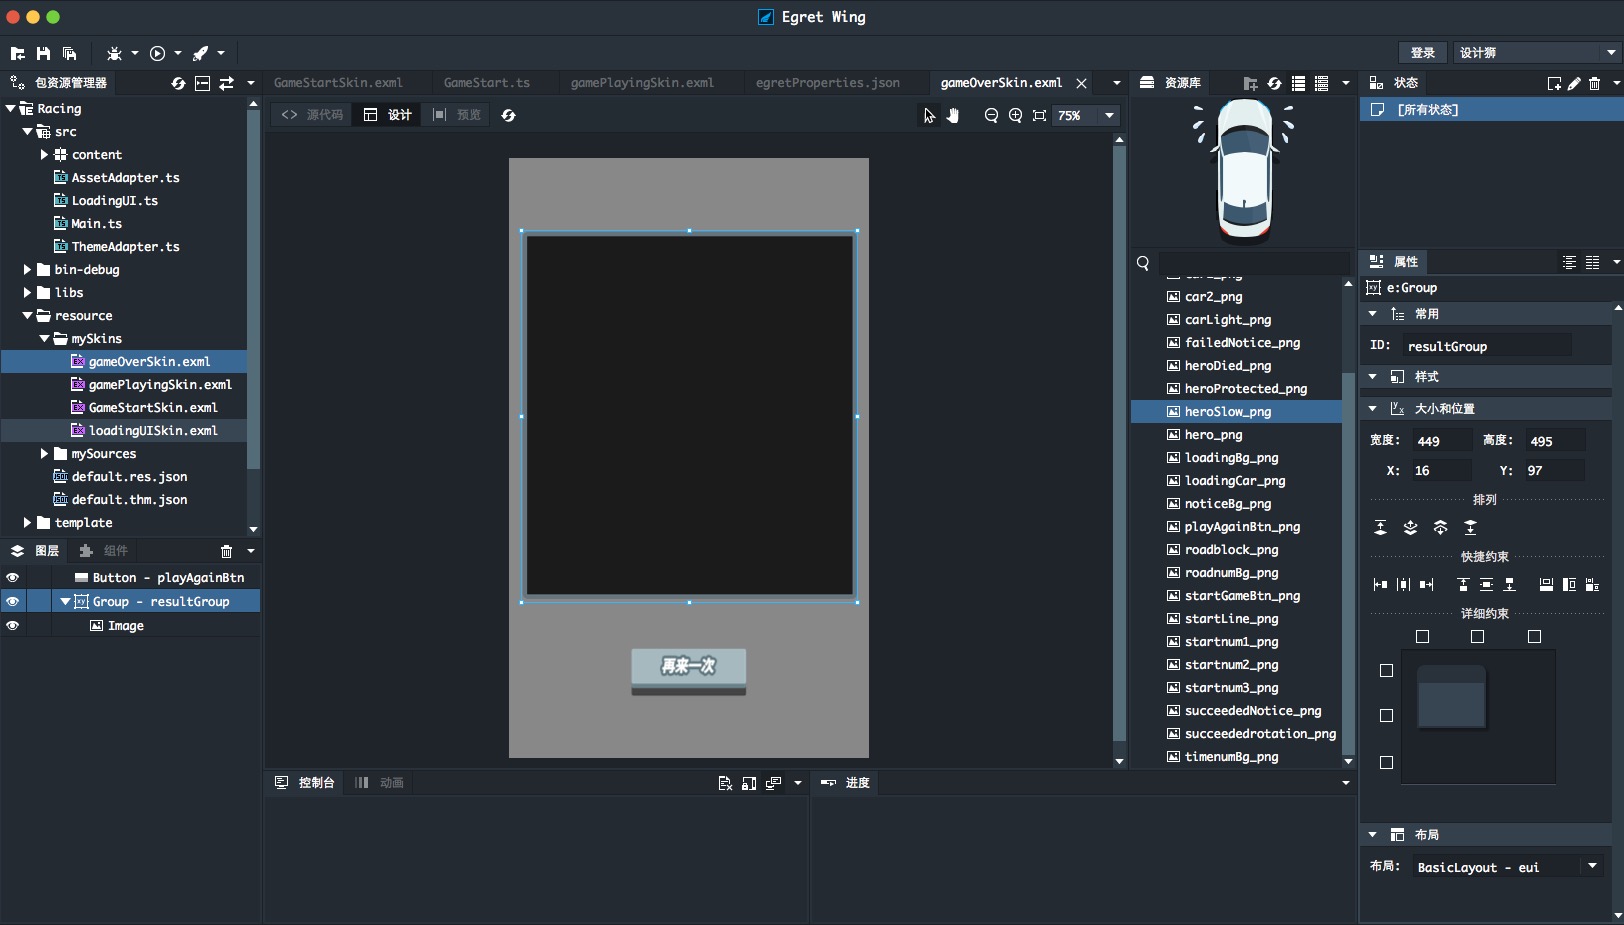 Egret Wing
登录
设计狮
包资源管理器
GameStartSkin.exml
GameStart.ts
gamePlayingSkin.exml
egretProperties.json
gameOverSkin.exml
资源库
状态
Racing
src
content
AssetAdapter.ts
LoadingUI.ts
Main.ts
ThemeAdapter.ts
bin-debug
libs
resource
mySkins
gameOverSkin.exml
gamePlayingSkin.exml
GameStartSkin.exml
loadingUISkin.exml
mySources
default.res.json
default.thm.json
template
图层
组件
Button - playAgainBtn
Group - resultGroup
Image
<> 源代码
设计
预览
75%
再来一次
控制台
动画
进度
car2_png
carLight_png
failedNotice_png
heroDied_png
heroProtected_png
heroSlow_png
hero_png
loadingBg_png
loadingCar_png
noticeBg_png
playAgainBtn_png
roadblock_png
roadnumBg_png
startGameBtn_png
startLine_png
startnum1_png
startnum2_png
startnum3_png
succeededNotice_png
succeededrotation_png
timenumBg_png
[所有状态]
属性
e:Group
常用
ID: resultGroup
样式
大小和位置
宽度: 449 高度: 495
X: 16 Y: 97
排列
快捷约束
详细约束
布局
布局: BasicLayout - eui